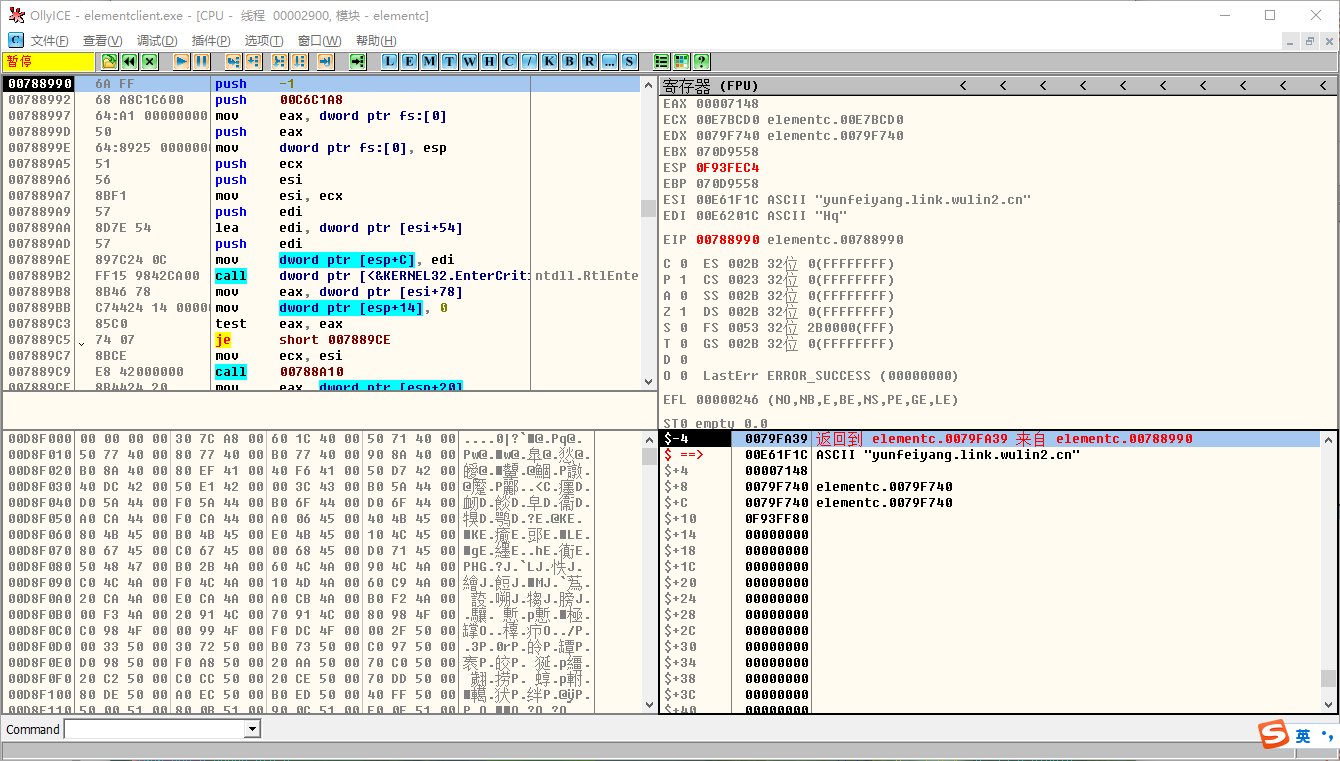 OllyICE - elementclient.exe - [CPU - 线程 00002900, 模块 - elementc]
C 文件(F) 查看(V) 调试(D) 插件(P) 选项(T) 窗口(W) 帮助(H)
暂停 L E M T W H C / K B R ... S ?
00788990 6A FF push -1
00788992 68 A8C1C600 push 00C6C1A8
00788997 64:A1 00000000 mov eax, dword ptr fs:[0]
0078899D 50 push eax
0078899E 64:8925 0000000 mov dword ptr fs:[0], esp
007889A5 51 push ecx
007889A6 56 push esi
007889A7 8BF1 mov esi, ecx
007889A9 57 push edi
007889AA 8D7E 54 lea edi, dword ptr [esi+54]
007889AD 57 push edi
007889AE 897C24 0C mov dword ptr [esp+C], edi
007889B2 FF15 9842CA00 call dword ptr [<&KERNEL32.EnterCriti ntdll.RtlEnte
007889B8 8B46 78 mov eax, dword ptr [esi+78]
007889BB C74424 14 0000 mov dword ptr [esp+14], 0
007889C3 85C0 test eax, eax
007889C5 74 07 je short 007889CE
007889C7 8BCE mov ecx, esi
007889C9 E8 42000000 call 00788A10
007889CE 8B4424 20 mov eax, dword ptr [esp+20]
寄存器 (FPU) < < < < < < < < < <
EAX 00007148
ECX 00E7BCD0 elementc.00E7BCD0
EDX 0079F740 elementc.0079F740
EBX 070D9558
ESP 0F93FEC4
EBP 070D9558
ESI 00E61F1C ASCII "yunfeiyang.link.wulin2.cn"
EDI 00E6201C ASCII "Hq"
EIP 00788990 elementc.00788990
C 0 ES 002B 32位 0(FFFFFFFF)
P 1 CS 0023 32位 0(FFFFFFFF)
A 0 SS 002B 32位 0(FFFFFFFF)
Z 1 DS 002B 32位 0(FFFFFFFF)
S 0 FS 0053 32位 2B0000(FFF)
T 0 GS 002B 32位 0(FFFFFFFF)
D 0
O 0 LastErr ERROR_SUCCESS (00000000)
EFL 00000246 (NO,NB,E,BE,NS,PE,GE,LE)
ST0 empty 0.0
00D8F000 00 00 00 00 30 7C A8 00 60 1C 40 00 50 71 40 00
00D8F010 50 77 40 00 80 77 40 00 B0 77 40 00 90 8A 40 00
00D8F020 B0 8A 40 00 80 EF 41 00 40 F6 41 00 50 D7 42 00
00D8F030 40 DC 42 00 50 E1 42 00 00 3C 43 00 B0 5A 44 00
00D8F040 D0 5A 44 00 F0 5A 44 00 B0 6F 44 00 D0 6F 44 00
00D8F050 A0 CA 44 00 F0 CA 44 00 A0 06 45 00 40 4B 45 00
00D8F060 80 4B 45 00 B0 4B 45 00 E0 4B 45 00 10 4C 45 00
00D8F070 80 67 45 00 C0 67 45 00 00 68 45 00 D0 71 45 00
00D8F080 50 48 47 00 B0 2B 4A 00 60 4C 4A 00 90 4C 4A 00
00D8F090 C0 4C 4A 00 F0 4C 4A 00 10 4D 4A 00 60 C9 4A 00
00D8F0A0 20 CA 4A 00 E0 CA 4A 00 A0 CB 4A 00 B0 F2 4A 00
00D8F0B0 00 F3 4A 00 20 91 4C 00 70 91 4C 00 80 98 4F 00
00D8F0C0 C0 98 4F 00 00 99 4F 00 F0 DC 4F 00 00 2F 50 00
00D8F0D0 00 33 50 00 30 72 50 00 B0 73 50 00 C0 97 50 00
00D8F0E0 D0 98 50 00 F0 A8 50 00 20 AA 50 00 70 C0 50 00
00D8F0F0 20 C2 50 00 C0 CC 50 00 20 CE 50 00 70 DD 50 00
00D8F100 80 DE 50 00 A0 EC 50 00 B0 ED 50 00 40 FF 50 00
$-4 0079FA39 返回到 elementc.0079FA39 来自 elementc.00788990
$ ==> 00E61F1C ASCII "yunfeiyang.link.wulin2.cn"
$+4 00007148
$+8 0079F740 elementc.0079F740
$+C 0079F740 elementc.0079F740
$+10 0F93FF80
$+14 00000000
$+18 00000000
$+1C 00000000
$+20 00000000
$+24 00000000
$+28 00000000
$+2C 00000000
$+30 00000000
$+34 00000000
$+38 00000000
$+3C 00000000
$+40 00000000
Command
S 英